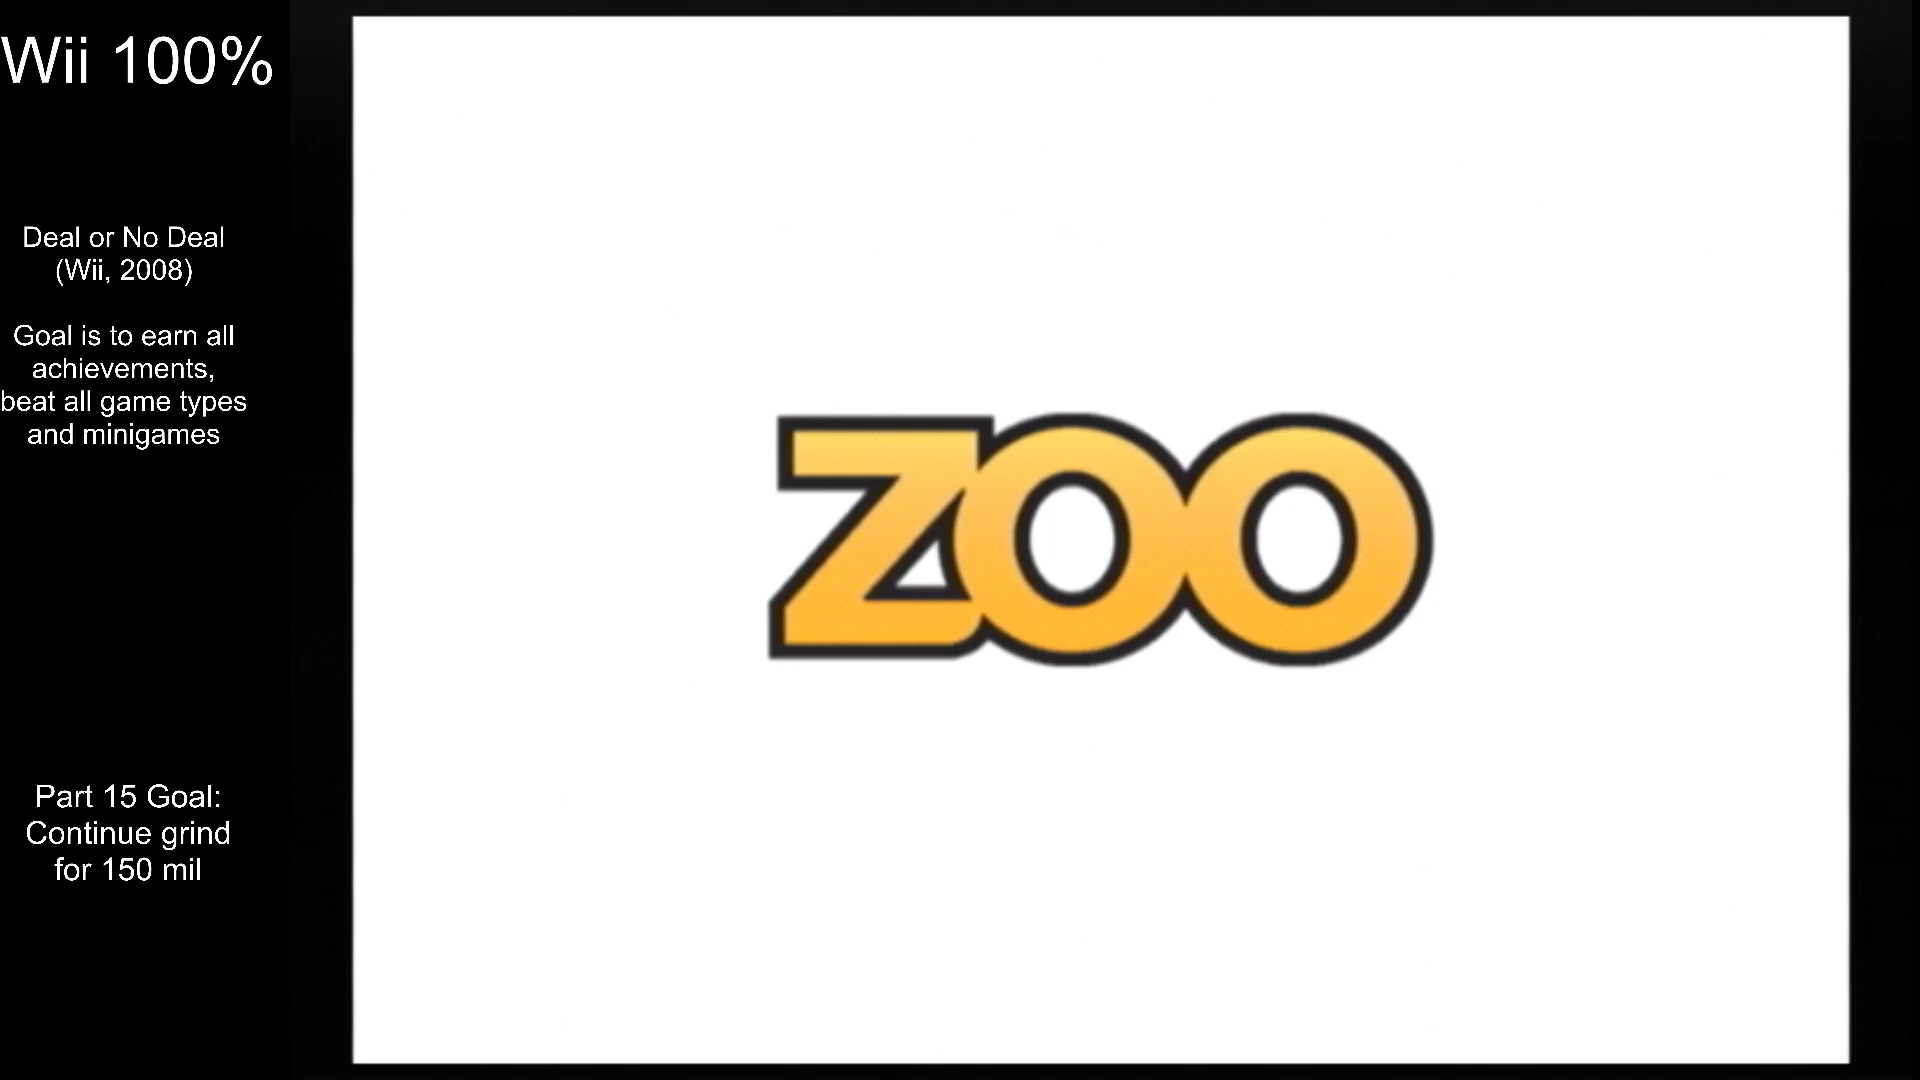 Wii 100%
Deal or No Deal
(Wii, 2008)
Goal is to earn all
achievements,
beat all game types
and minigames
Part 15 Goal:
Continue grind
for 150 mil
ZOO